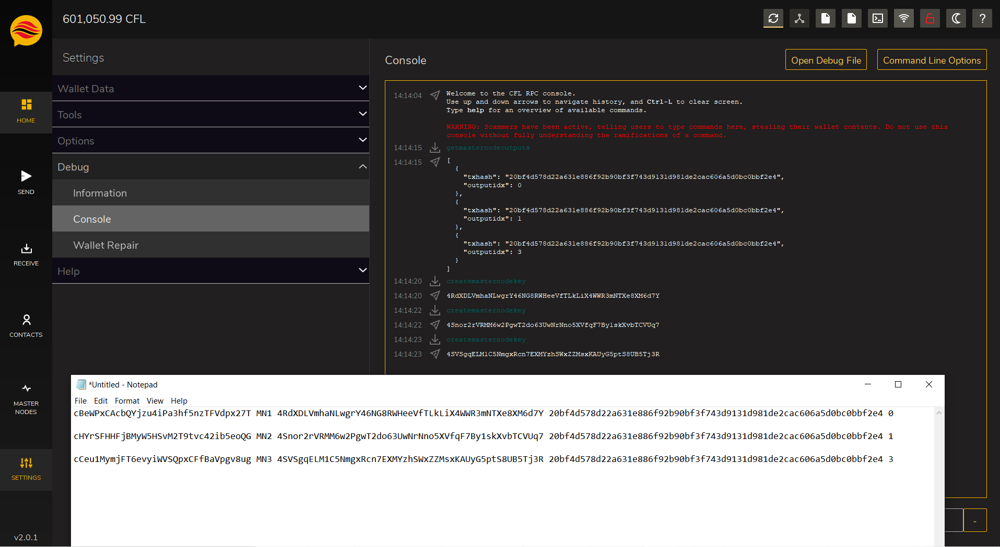 601,050.99 CFL
?
Settings
Wallet Data
Tools
Options
Debug
Information
Console
Wallet Repair
Help
HOME
SEND
RECEIVE
CONTACTS
MASTER
NODES
SETTINGS
v2.0.1
Console
Open Debug File
Command Line Options
14:14:04 Welcome to the CFL RPC console.
Use up and down arrows to navigate history, and Ctrl-L to clear screen.
Type help for an overview of available commands.
WARNING: Scammers have been active, telling users to type commands here, stealing their wallet contents. Do not use this
console without fully understanding the ramifications of a command.
14:14:15 getmasternodeoutputs
14:14:15 [
{
"txhash": "20bf4d578d22a631e886f92b90bf3f743d9131d981de2cac606a5d0bc0bbf2e4",
"outputidx": 0
},
{
"txhash": "20bf4d578d22a631e886f92b90bf3f743d9131d981de2cac606a5d0bc0bbf2e4",
"outputidx": 1
},
{
"txhash": "20bf4d578d22a631e886f92b90bf3f743d9131d981de2cac606a5d0bc0bbf2e4",
"outputidx": 3
}
]
14:14:20 createmasternodekey
14:14:20 4RdXDLVmhaNLwgrY46NG8RWHeeVfTLkLiX4WWR3mNTXe8XM6d7Y
14:14:22 createmasternodekey
14:14:22 4Snor2rVRMM6w2PgwT2do63UwNrNno5XVfqF7By1skXvbTCVUq7
14:14:23 createmasternodekey
14:14:23 4SVSgqELM1C5NmgxRcn7EXMYzhSWxZZMsxKAUyG5ptS8UB5Tj3R
*Untitled - Notepad
File Edit Format View Help
cBeWPxCAcbQYjzu4iPa3hf5nzTFVdpx27T MN1 4RdXDLVmhaNLwgrY46NG8RWHeeVfTLkLiX4WWR3mNTXe8XM6d7Y 20bf4d578d22a631e886f92b90bf3f743d9131d981de2cac606a5d0bc0bbf2e4 0
cHYrSFHHFjBMyW5HSvM2T9tvc42ib5eoQG MN2 4Snor2rVRMM6w2PgwT2do63UwNrNno5XVfqF7By1skXvbTCVUq7 20bf4d578d22a631e886f92b90bf3f743d9131d981de2cac606a5d0bc0bbf2e4 1
cCeu1MymjFT6evyiWVSQpxCFfBaVpgv8ug MN3 4SVSgqELM1C5NmgxRcn7EXMYzhSWxZZMsxKAUyG5ptS8UB5Tj3R 20bf4d578d22a631e886f92b90bf3f743d9131d981de2cac606a5d0bc0bbf2e4 3
-